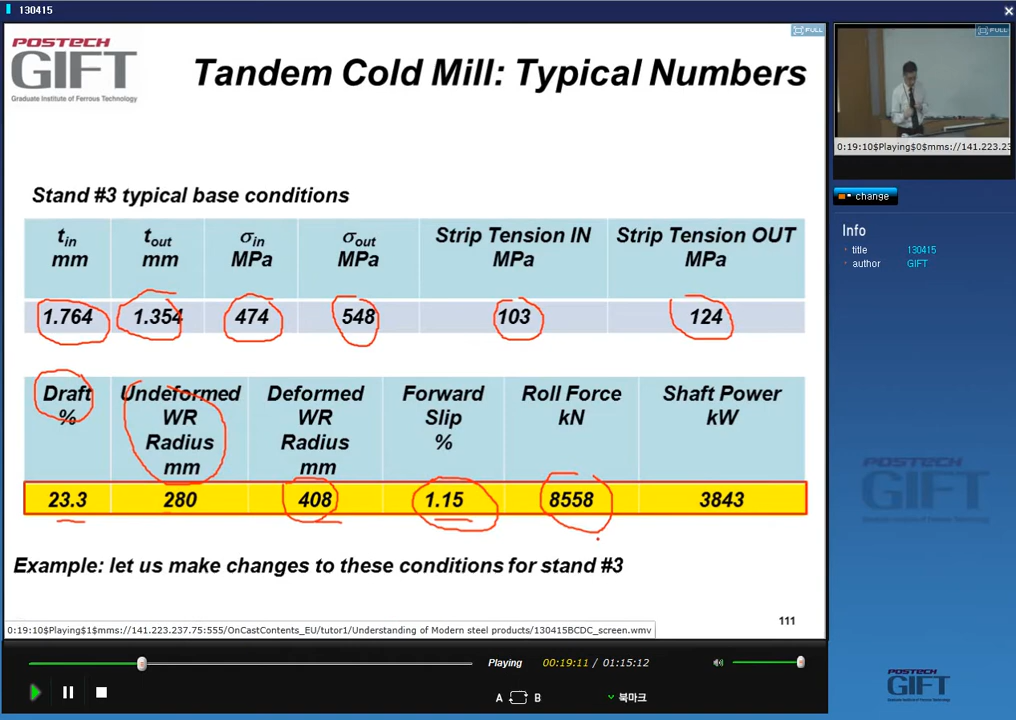 130415
POSTECH
GIFT
Graduate Institute of Ferrous Technology
Tandem Cold Mill: Typical Numbers
FULL
FULL
0:19:10$Playing$0$mms://141.223.23
change
Info
title 130415
author GIFT
Stand #3 typical base conditions
t_in mm t_out mm σ_in MPa σ_out MPa Strip Tension IN MPa Strip Tension OUT MPa
1.764 1.354 474 548 103 124
Draft % Undeformed WR Radius mm Deformed WR Radius mm Forward Slip % Roll Force kN Shaft Power kW
23.3 280 408 1.15 8558 3843
POSTECH
GIFT
Example: let us make changes to these conditions for stand #3
111
0:19:10$Playing$1$mms://141.223.237.75:555/OnCastContents_EU/tutor1/Understanding of Modern steel products/130415BCDC_screen.wmv
Playing 00:19:11 / 01:15:12
A B 북마크
POSTECH
GIFT